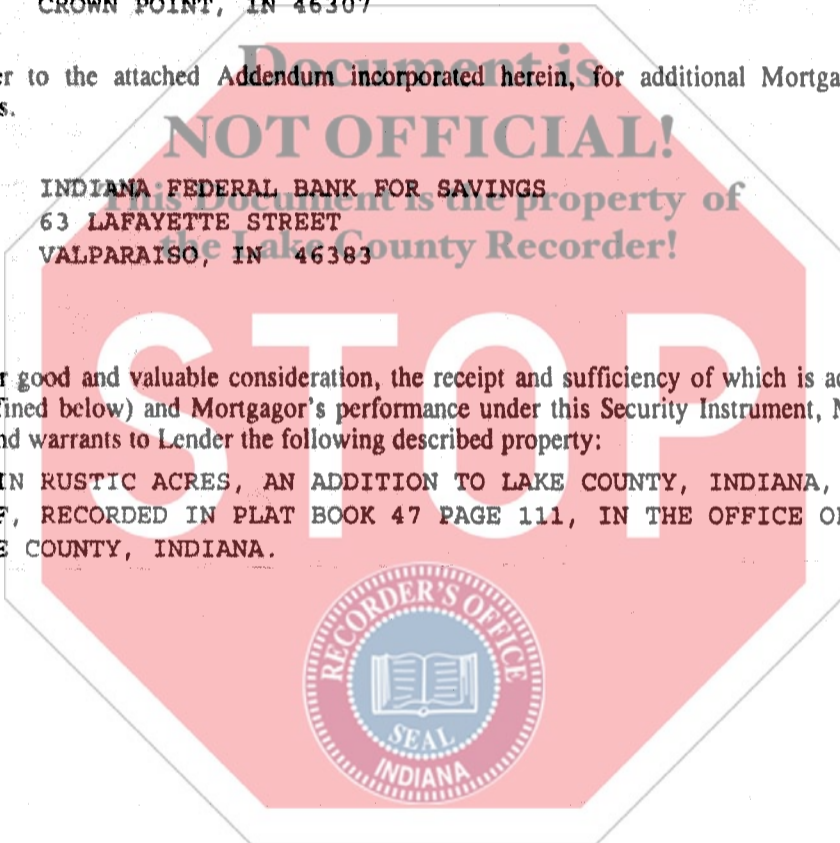 CROWN POINT, IN 46307
Document is
er to the attached Addendum incorporated herein, for additional Mortga
s.
NOT OFFICIAL!
INDIANA FEDERAL BANK FOR SAVINGS
This Document is the property of
63 LAFAYETTE STREET
the Lake County Recorder!
VALPARAISO, IN 46383
STOP
r good and valuable consideration, the receipt and sufficiency of which is a
fined below) and Mortgagor's performance under this Security Instrument,
nd warrants to Lender the following described property:
IN RUSTIC ACRES, AN ADDITION TO LAKE COUNTY, INDIANA,
F, RECORDED IN PLAT BOOK 47 PAGE 111, IN THE OFFICE OF
E COUNTY, INDIANA.
RECORDER'S OFFICE
SEAL
INDIANA